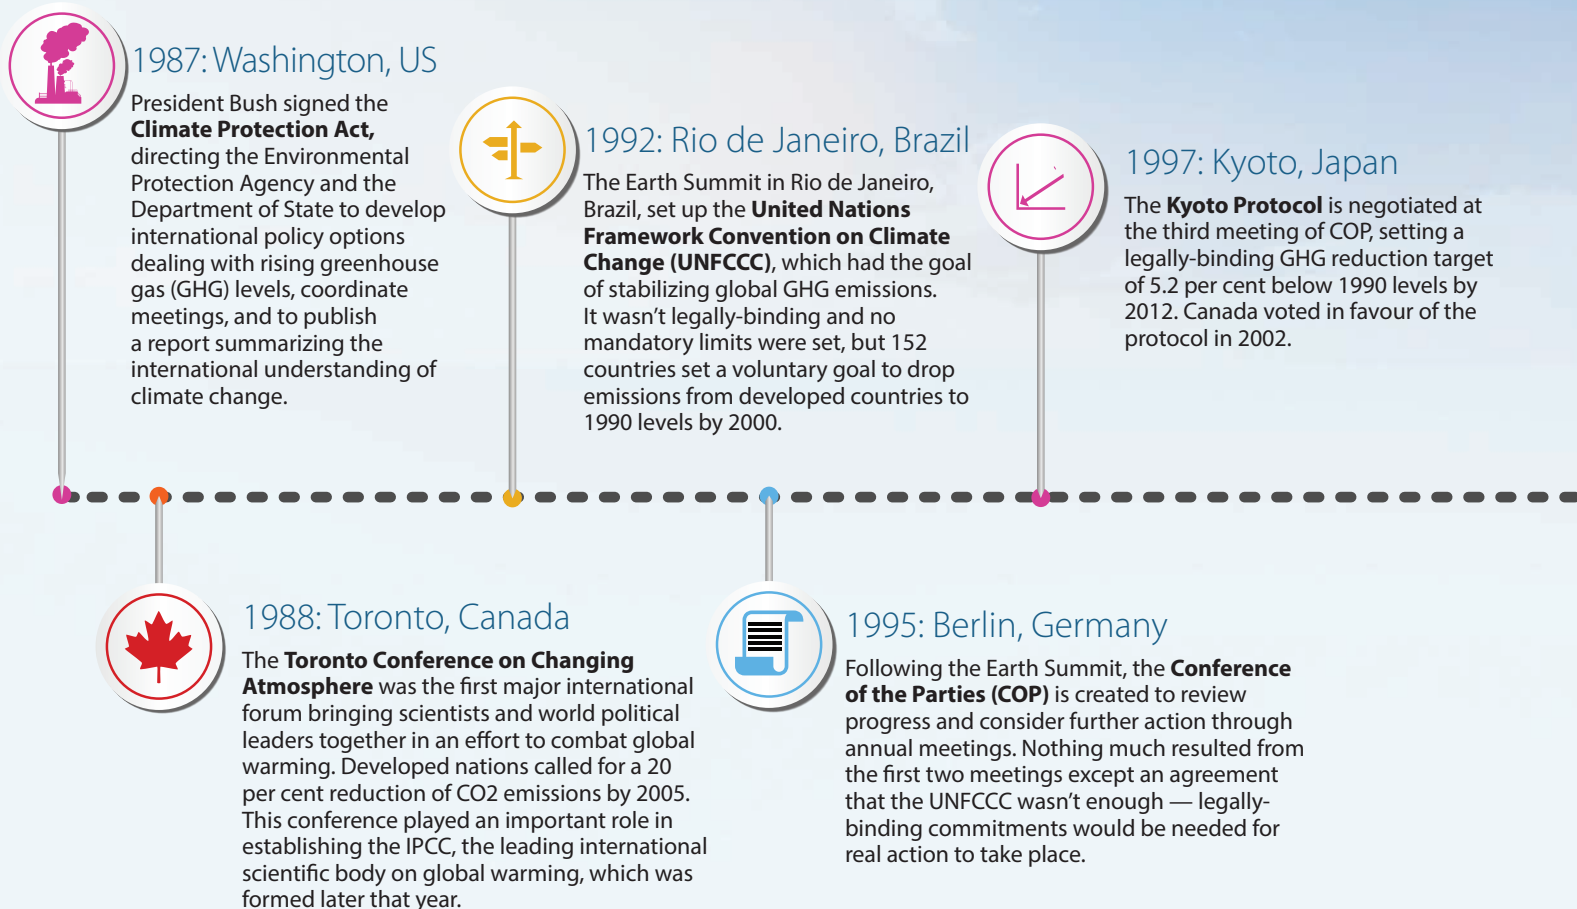 1987: Washington, US
President Bush signed the
Climate Protection Act,
directing the Environmental
Protection Agency and the
Department of State to develop
international policy options
dealing with rising greenhouse
gas (GHG) levels, coordinate
meetings, and to publish
a report summarizing the
international understanding of
climate change.
1988: Toronto, Canada
The Toronto Conference on Changing
Atmosphere was the first major international
forum bringing scientists and world political
leaders together in an effort to combat global
warming. Developed nations called for a 20
per cent reduction of CO2 emissions by 2005.
This conference played an important role in
establishing the IPCC, the leading international
scientific body on global warming, which was
formed later that year.
1992: Rio de Janeiro, Brazil
The Earth Summit in Rio de Janeiro,
Brazil, set up the United Nations
Framework Convention on Climate
Change (UNFCCC), which had the goal
of stabilizing global GHG emissions.
It wasn't legally-binding and no
mandatory limits were set, but 152
countries set a voluntary goal to drop
emissions from developed countries to
1990 levels by 2000.
1995: Berlin, Germany
Following the Earth Summit, the Conference
of the Parties (COP) is created to review
progress and consider further action through
annual meetings. Nothing much resulted from
the first two meetings except an agreement
that the UNFCCC wasn't enough — legally-
binding commitments would be needed for
real action to take place.
1997: Kyoto, Japan
The Kyoto Protocol is negotiated at
the third meeting of COP, setting a
legally-binding GHG reduction target
of 5.2 per cent below 1990 levels by
2012. Canada voted in favour of the
protocol in 2002.